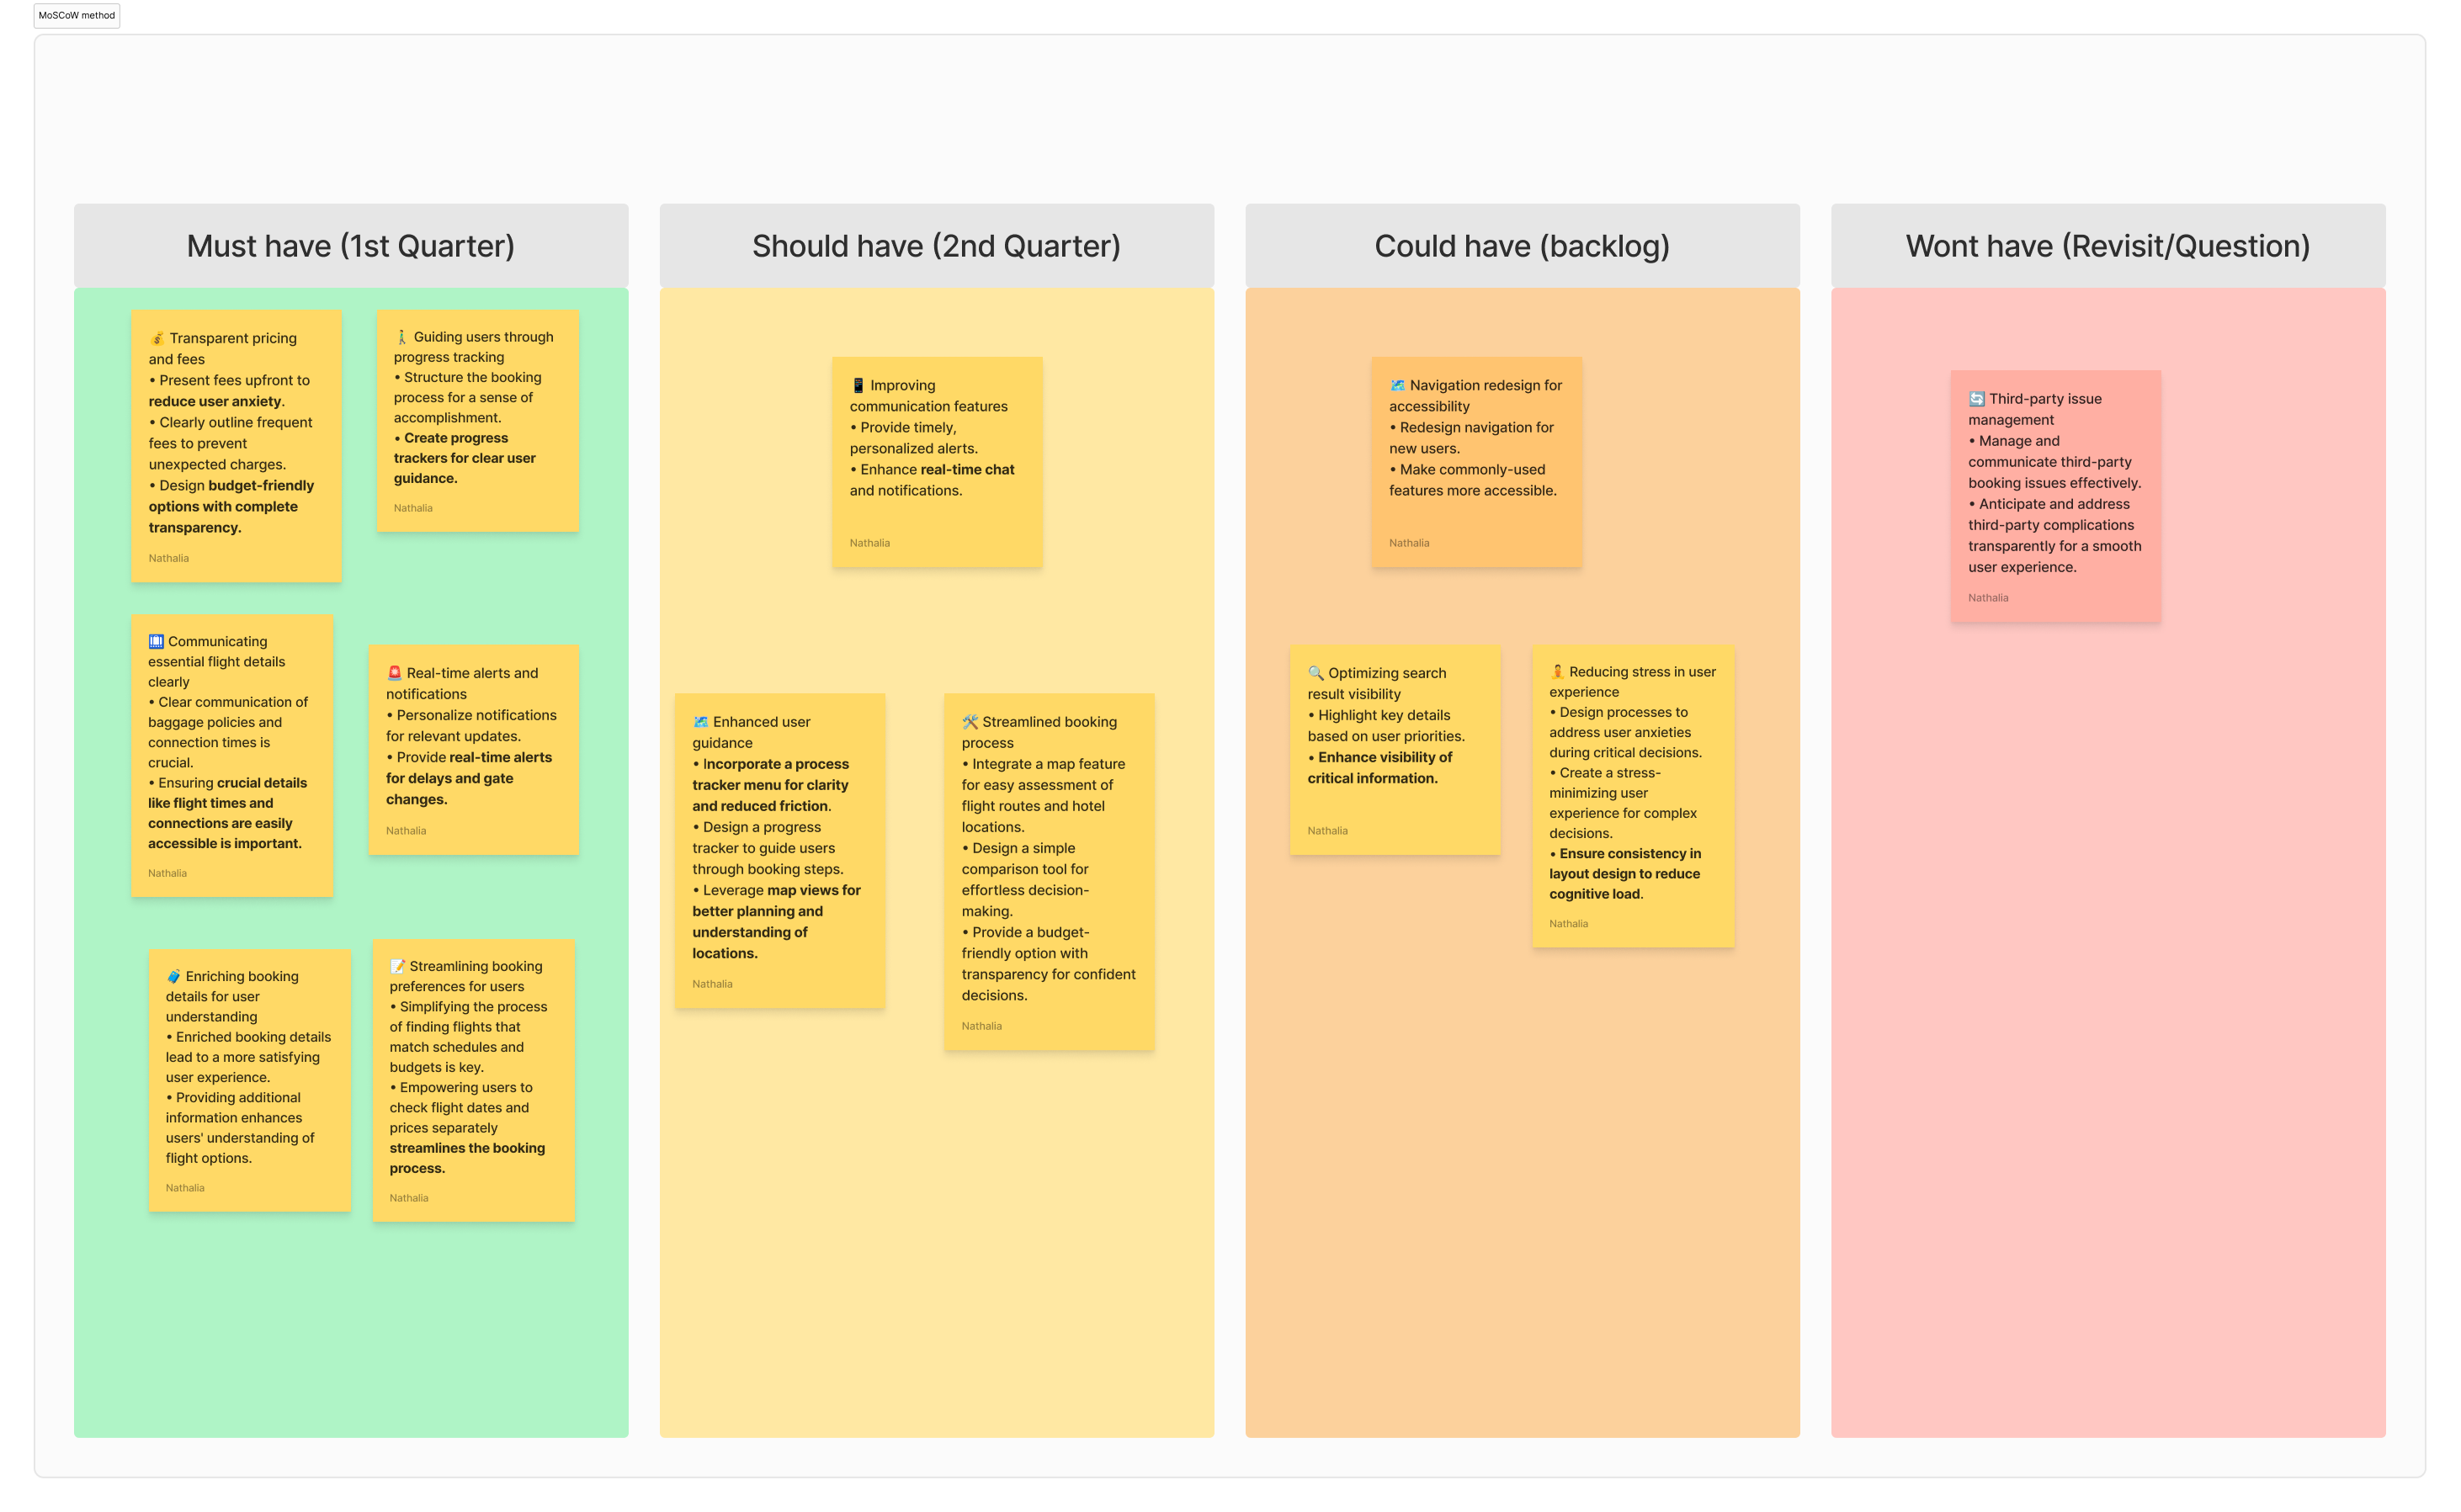 MoSCoW method
Must have (1st Quarter)
💰 Transparent pricing
and fees
• Present fees upfront to
reduce user anxiety.
• Clearly outline frequent
fees to prevent
unexpected charges.
• Design budget-friendly
options with complete
transparency.
Nathalia
🚶‍♂️ Guiding users through
progress tracking
• Structure the booking
process for a sense of
accomplishment.
• Create progress
trackers for clear user
guidance.
Nathalia
🛄 Communicating
essential flight details
clearly
• Clear communication of
baggage policies and
connection times is
crucial.
• Ensuring crucial details
like flight times and
connections are easily
accessible is important.
Nathalia
🚨 Real-time alerts and
notifications
• Personalize notifications
for relevant updates.
• Provide real-time alerts
for delays and gate
changes.
Nathalia
🧳 Enriching booking
details for user
understanding
• Enriched booking details
lead to a more satisfying
user experience.
• Providing additional
information enhances
users' understanding of
flight options.
Nathalia
📝 Streamlining booking
preferences for users
• Simplifying the process
of finding flights that
match schedules and
budgets is key.
• Empowering users to
check flight dates and
prices separately
streamlines the booking
process.
Nathalia
Should have (2nd Quarter)
📱 Improving
communication features
• Provide timely,
personalized alerts.
• Enhance real-time chat
and notifications.
Nathalia
🗺️ Enhanced user
guidance
• Incorporate a process
tracker menu for clarity
and reduced friction.
• Design a progress
tracker to guide users
through booking steps.
• Leverage map views for
better planning and
understanding of
locations.
Nathalia
🛠️ Streamlined booking
process
• Integrate a map feature
for easy assessment of
flight routes and hotel
locations.
• Design a simple
comparison tool for
effortless decision-
making.
• Provide a budget-
friendly option with
transparency for confident
decisions.
Nathalia
Could have (backlog)
🗺️ Navigation redesign for
accessibility
• Redesign navigation for
new users.
• Make commonly-used
features more accessible.
Nathalia
🔍 Optimizing search
result visibility
• Highlight key details
based on user priorities.
• Enhance visibility of
critical information.
Nathalia
🧘 Reducing stress in user
experience
• Design processes to
address user anxieties
during critical decisions.
• Create a stress-
minimizing user
experience for complex
decisions.
• Ensure consistency in
layout design to reduce
cognitive load.
Nathalia
Wont have (Revisit/Question)
🔄 Third-party issue
management
• Manage and
communicate third-party
booking issues effectively.
• Anticipate and address
third-party complications
transparently for a smooth
user experience.
Nathalia